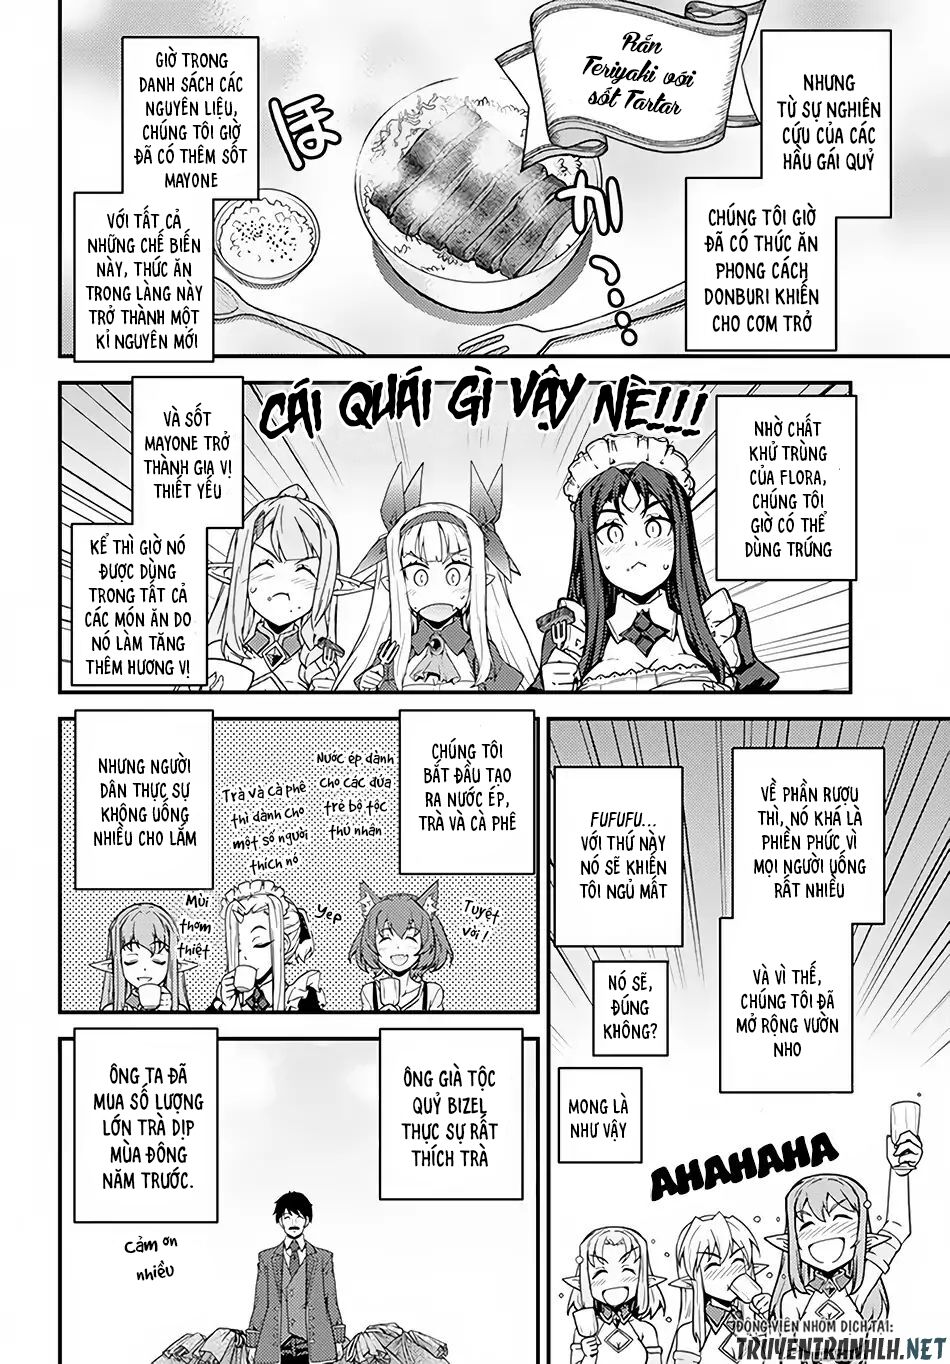 NHƯNG
TỪ SỰ NGHIÊN
CỨU CỦA CÁC
HẦU GÁI QUỶ
CHÚNG TÔI GIỜ
ĐÃ CÓ THỨC ĂN
PHONG CÁCH
DONBURI KHIẾN
CHO CƠM TRỞ
Rắn
Teriyaki với
sốt Tartar
ホカ
GIỜ TRONG
DANH SÁCH CÁC
NGUYÊN LIỆU,
CHÚNG TÔI GIỜ
ĐÃ CÓ THÊM SỐT
MAYONE
VỚI TẤT CẢ
NHỮNG CHẾ BIẾN
NÀY, THỨC ĂN
TRONG LÀNG NÀY
TRỞ THÀNH MỘT
KỈ NGUYÊN MỚI
CÁI QUÁI GÌ VẬY NÈ!!!
NHỜ CHẤT
KHỬ TRÙNG
CỦA FLORA,
CHÚNG TÔI
GIỜ CÓ THỂ
DÙNG TRỨNG
VÀ SỐT
MAYONE TRỞ
THÀNH GIA VỊ
THIẾT YẾU
KỂ THÌ GIỜ NÓ
ĐƯỢC DÙNG
TRONG TẤT CẢ
CÁC MÓN ĂN DO
NÓ LÀM TĂNG
THÊM HƯƠNG VỊ
VỀ PHẦN RƯỢU
THÌ, NÓ KHÁ LÀ
PHIỀN PHỨC VÌ
MỌI NGƯỜI UỐNG
RẤT NHIỀU
VÀ VÌ THẾ,
CHÚNG TÔI ĐÃ
MỞ RỘNG VƯỜN
NHO
FUFUFU...
VỚI THỨ NÀY
NÓ SẼ KHIẾN
TÔI NGỦ MẤT
NÓ SẼ,
ĐÚNG
KHÔNG?
MONG LÀ
NHƯ VẬY
AHAHAHA
CHÚNG TÔI
BẮT ĐẦU TẠO
RA NƯỚC ÉP,
TRÀ VÀ CÀ PHÊ
Nước ép dành
cho các đứa
trẻ bộ tộc
thú nhân
Trà và cà phê
thì dành cho
một số người
thích nó
NHƯNG NGƯỜI
DÂN THỰC SỰ
KHÔNG UỐNG
NHIỀU CHO LẮM
Tuyệt
vời!
Yep
Mùi
thơm
thiệt
ÔNG GIÀ TỘC
QUỶ BIZEL
THỰC SỰ RẤT
THÍCH TRÀ
ÔNG TA ĐÃ
MUA SỐ LƯỢNG
LỚN TRÀ DỊP
MÙA ĐÔNG
NĂM TRƯỚC.
Cảm ơn
nhiều
ĐỘNG VIÊN NHÓM DỊCH TẠI:
TRUYENTRANHLH.NET